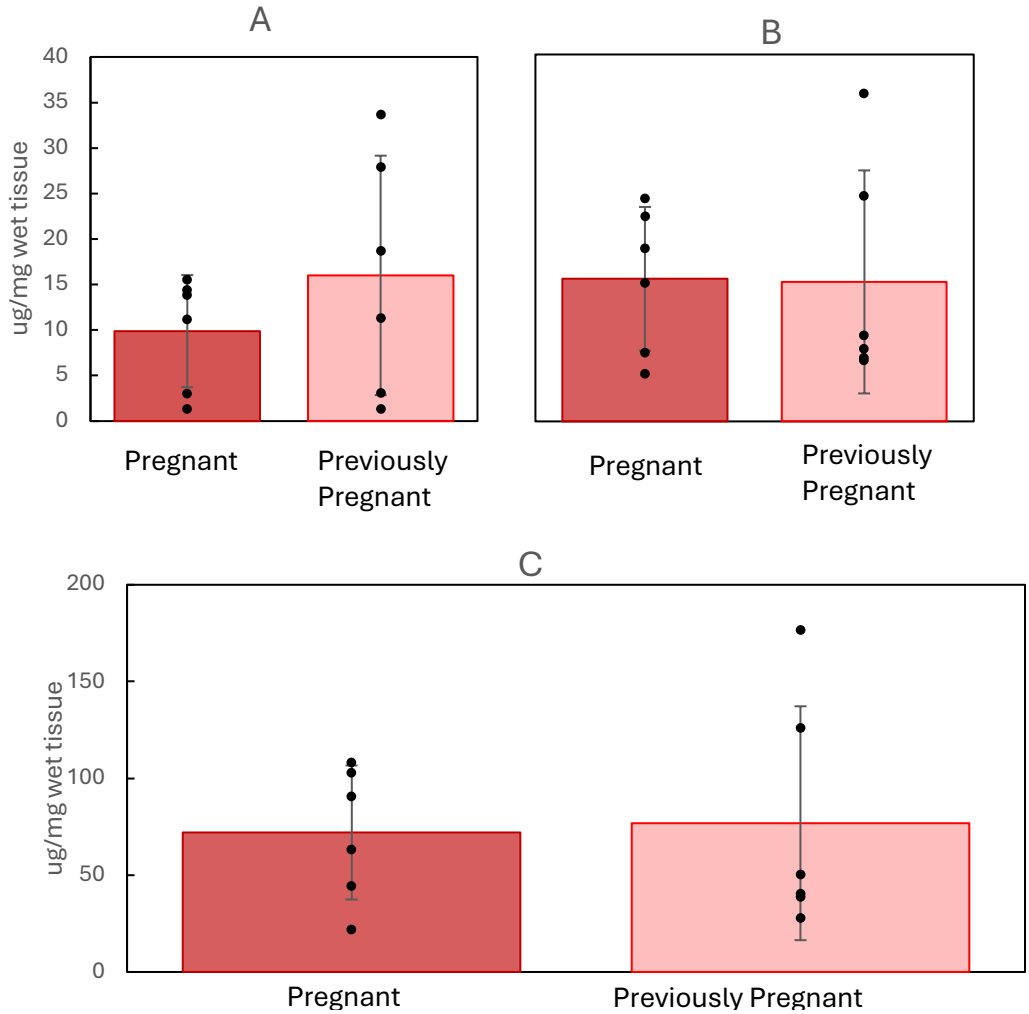 A
B
40
35
30
25
20
15
10
5
0
ug/mg wet tissue
Pregnant
Previously
Pregnant
Pregnant
Previously
Pregnant
C
200
150
100
50
0
ug/mg wet tissue
Pregnant
Previously Pregnant